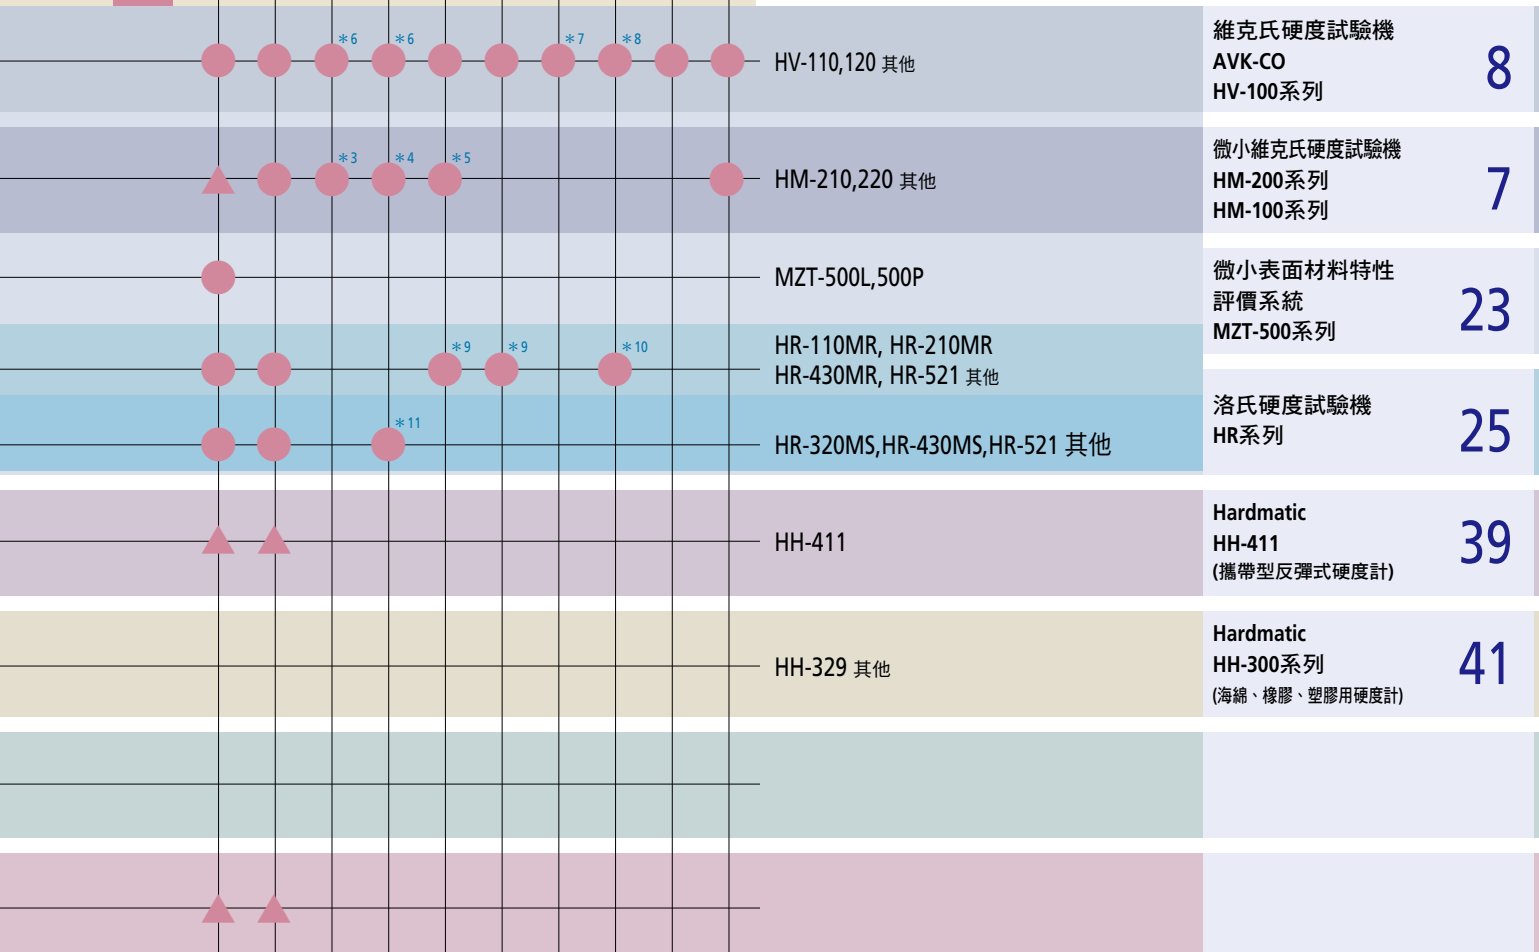 ＊6 ＊6 ＊7 ＊8
HV-110,120 其他
維克氏硬度試驗機
AVK-CO
HV-100系列
8
＊3 ＊4 ＊5
HM-210,220 其他
微小維克氏硬度試驗機
HM-200系列
HM-100系列
7
MZT-500L,500P
微小表面材料特性
評價系統
MZT-500系列
23
＊9 ＊9 ＊10
HR-110MR, HR-210MR
HR-430MR, HR-521 其他
＊11
HR-320MS,HR-430MS,HR-521 其他
洛氏硬度試驗機
HR系列
25
HH-411
Hardmatic
HH-411
(攜帶型反彈式硬度計)
39
HH-329 其他
Hardmatic
HH-300系列
(海綿、橡膠、塑膠用硬度計)
41